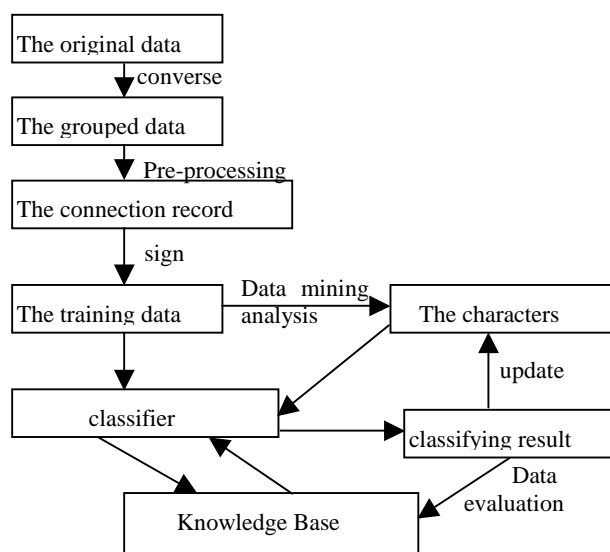 The original data
converse
The grouped data
Pre-processing
The connection record
sign
The training data
Data mining
analysis
The characters
update
classifier
classifying result
Data
evaluation
Knowledge Base